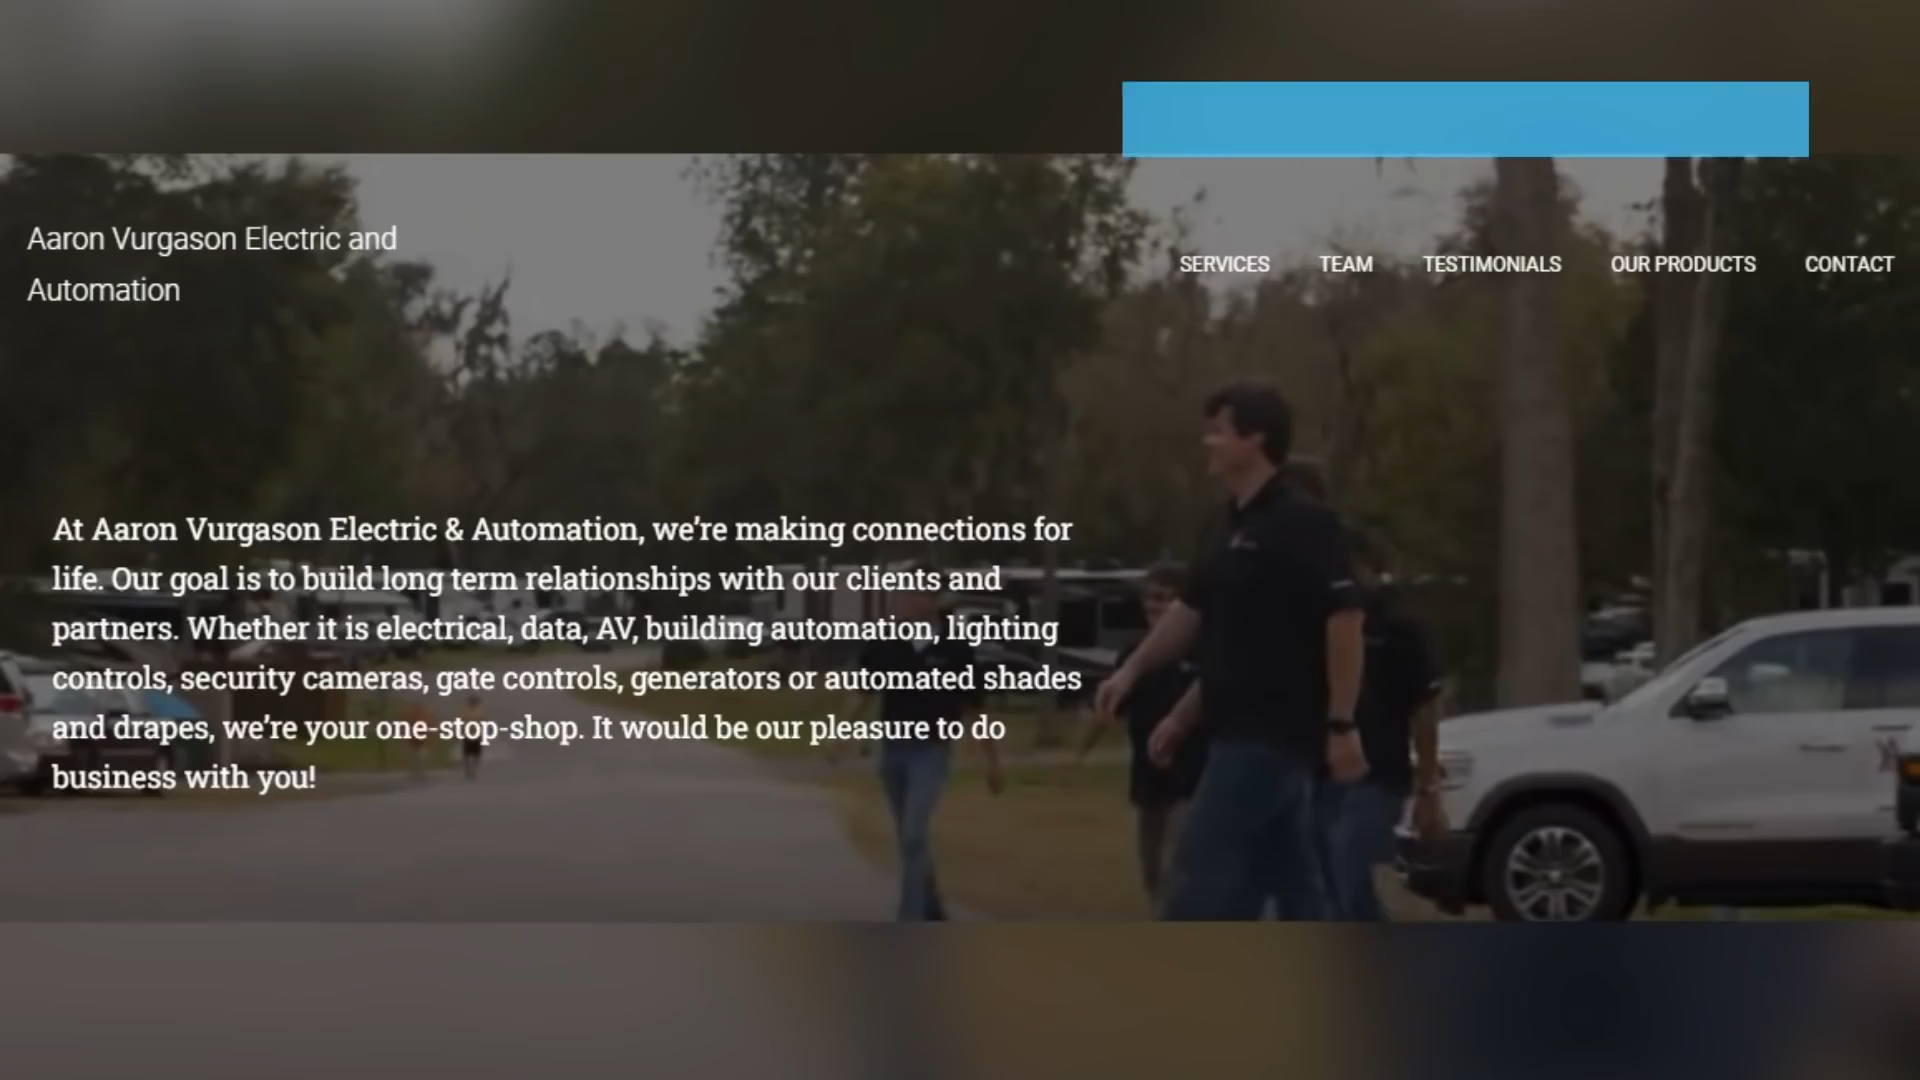 Aaron Vurgason Electric and
Automation
SERVICES TEAM TESTIMONIALS OUR PRODUCTS CONTACT
At Aaron Vurgason Electric & Automation, we’re making connections for
life. Our goal is to build long term relationships with our clients and
partners. Whether it is electrical, data, AV, building automation, lighting
controls, security cameras, gate controls, generators or automated shades
and drapes, we’re your one-stop-shop. It would be our pleasure to do
business with you!